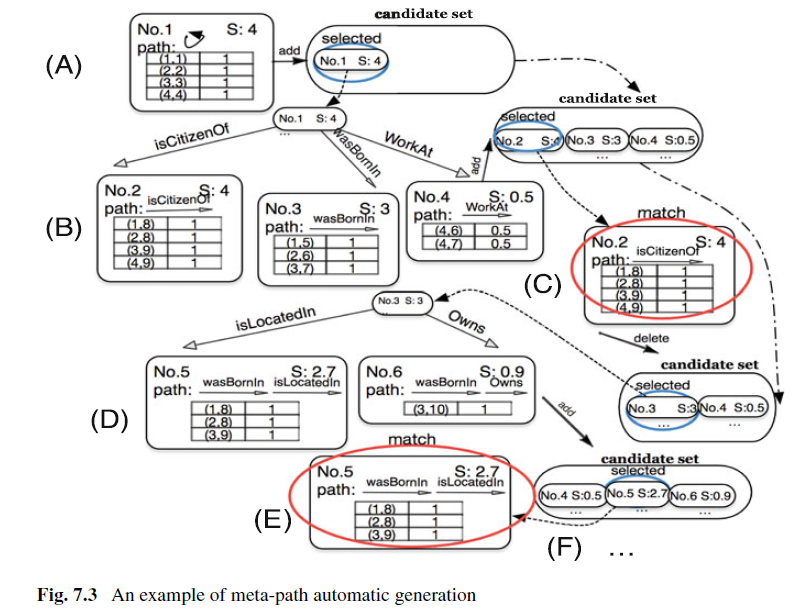 candidate set
No.1 S: 4
path:
(1,1) 1
(2,2) 1
(3,3) 1
(4,4) 1
(A)
add
selected
No.1 S: 4
candidate set
selected
No.2 S:4 No.3 S:3 No.4 S:0.5
... ...
No.1 S: 4
...
isCitizenOf
wasBornIn
WorkAt
add
(B)
No.2 S: 4
path: isCitizenOf
(1,8) 1
(2,8) 1
(3,9) 1
(4,9) 1
No.3 S: 3
path: wasBornIn
(1,5) 1
(2,6) 1
(3,7) 1
No.4 S: 0.5
path: WorkAt
(4,6) 0.5
(4,7) 0.5
match
(C)
No.2 S: 4
path: isCitizenOf
(1,8) 1
(2,8) 1
(3,9) 1
(4,9) 1
delete
No.3 S: 3
...
isLocatedIn
Owns
candidate set
selected
No.3 S:3 No.4 S:0.5
... ...
(D)
No.5 S: 2.7
path: wasBornIn isLocatedIn
(1,8) 1
(2,8) 1
(3,9) 1
No.6 S: 0.9
path: wasBornIn Owns
(3,10) 1
add
match
(E)
No.5 S: 2.7
path: wasBornIn isLocatedIn
(1,8) 1
(2,8) 1
(3,9) 1
candidate set
selected
No.4 S:0.5 No.5 S:2.7 No.6 S:0.9
... ... ...
(F) ...
Fig. 7.3 An example of meta-path automatic generation